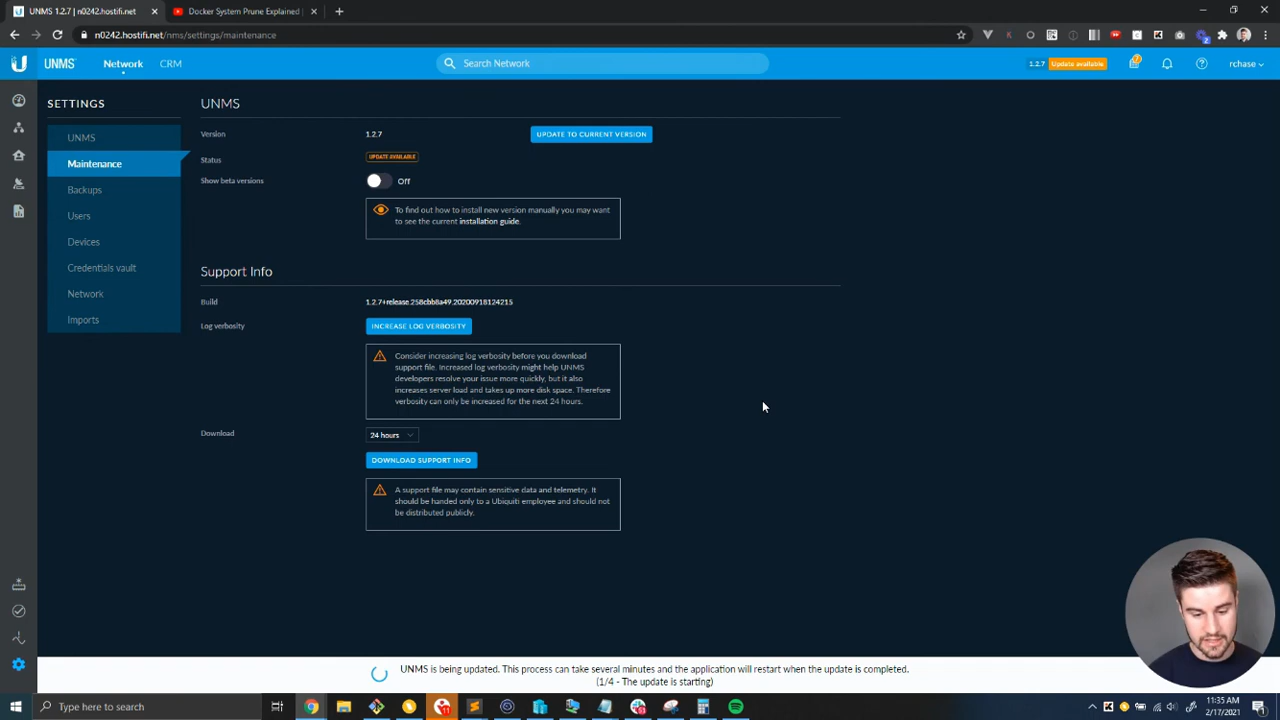 UNMS 1.2.7 | n0242.hostifi.net
Docker System Prune Explained
n0242.hostifi.net/nms/settings/maintenance
UNMS
Network
CRM
Search Network
1.2.7
Update available
rchase
SETTINGS
UNMS
Maintenance
Backups
Users
Devices
Credentials vault
Network
Imports
UNMS
Version
1.2.7
UPDATE TO CURRENT VERSION
Status
UPDATE AVAILABLE
Show beta versions
Off
To find out how to install new version manually you may want
to see the current installation guide.
Support Info
Build
1.2.7+release.258cbb8a49.20200918124215
Log verbosity
INCREASE LOG VERBOSITY
Consider increasing log verbosity before you download
support file. Increased log verbosity might help UNMS
developers resolve your issue more quickly, but it also
increases server load and takes up more disk space. Therefore
verbosity can only be increased for the next 24 hours.
Download
24 hours
DOWNLOAD SUPPORT INFO
A support file may contain sensitive data and telemetry. It
should be handed only to a Ubiquiti employee and should not
be distributed publicly.
UNMS is being updated. This process can take several minutes and the application will restart when the update is completed.
(1/4 - The update is starting)
Type here to search
11:35 AM
2/17/2021